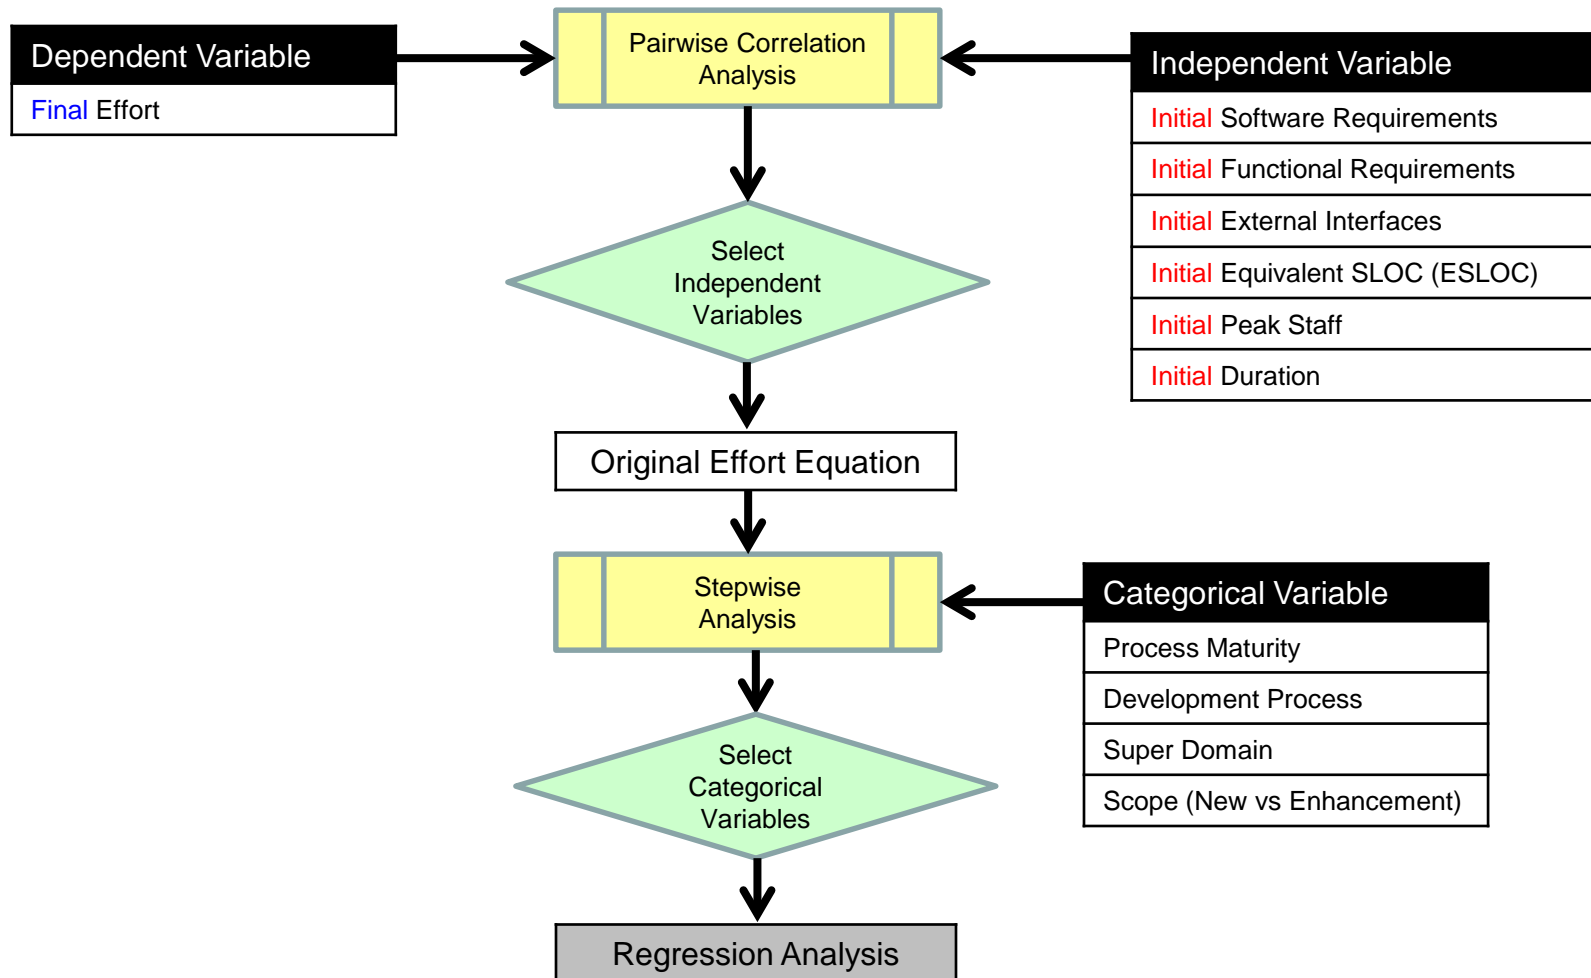 Pairwise Correlation
Analysis
Dependent Variable
Final Effort
Independent Variable
Initial Software Requirements
Initial Functional Requirements
Initial External Interfaces
Initial Equivalent SLOC (ESLOC)
Initial Peak Staff
Initial Duration
Select
Independent
Variables
Original Effort Equation
Stepwise
Analysis
Categorical Variable
Process Maturity
Development Process
Super Domain
Scope (New vs Enhancement)
Select
Categorical
Variables
Regression Analysis